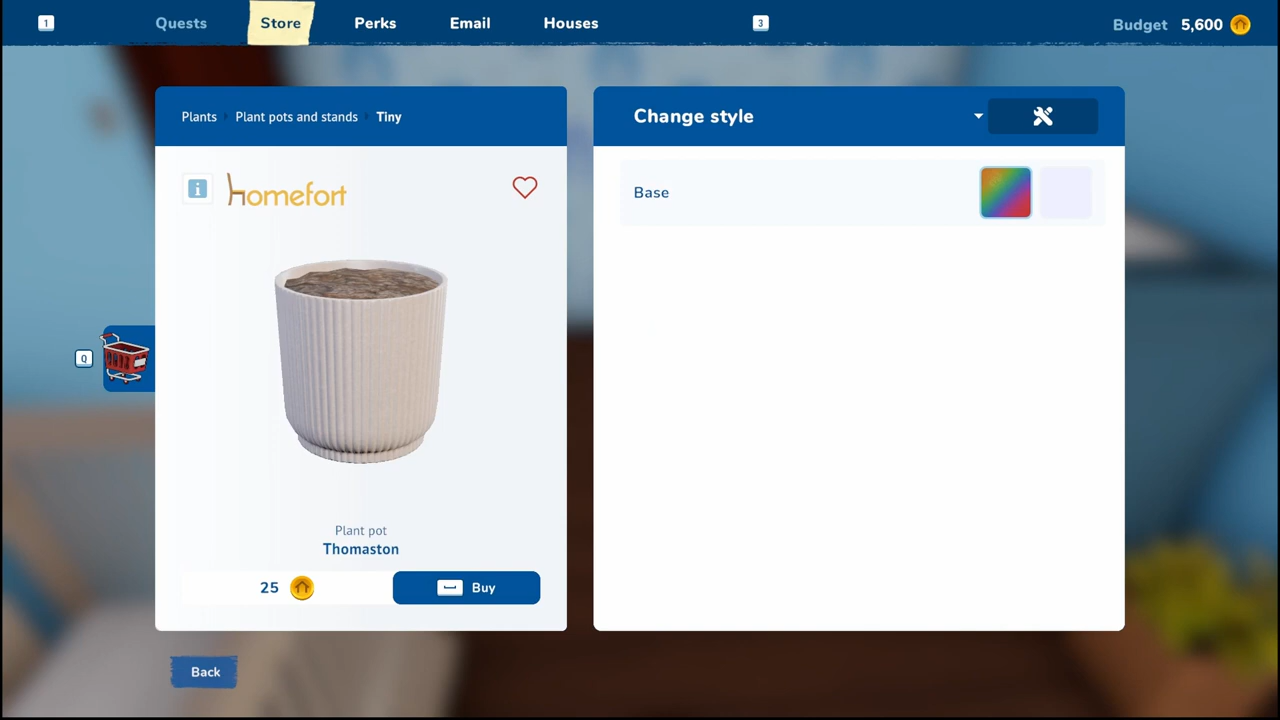 1
Quests
Store
Perks
Email
Houses
3
Budget 5,600
Plants
Plant pots and stands
Tiny
Change style
i
homefort
Base
Q
Plant pot
Thomaston
25
Buy
Back